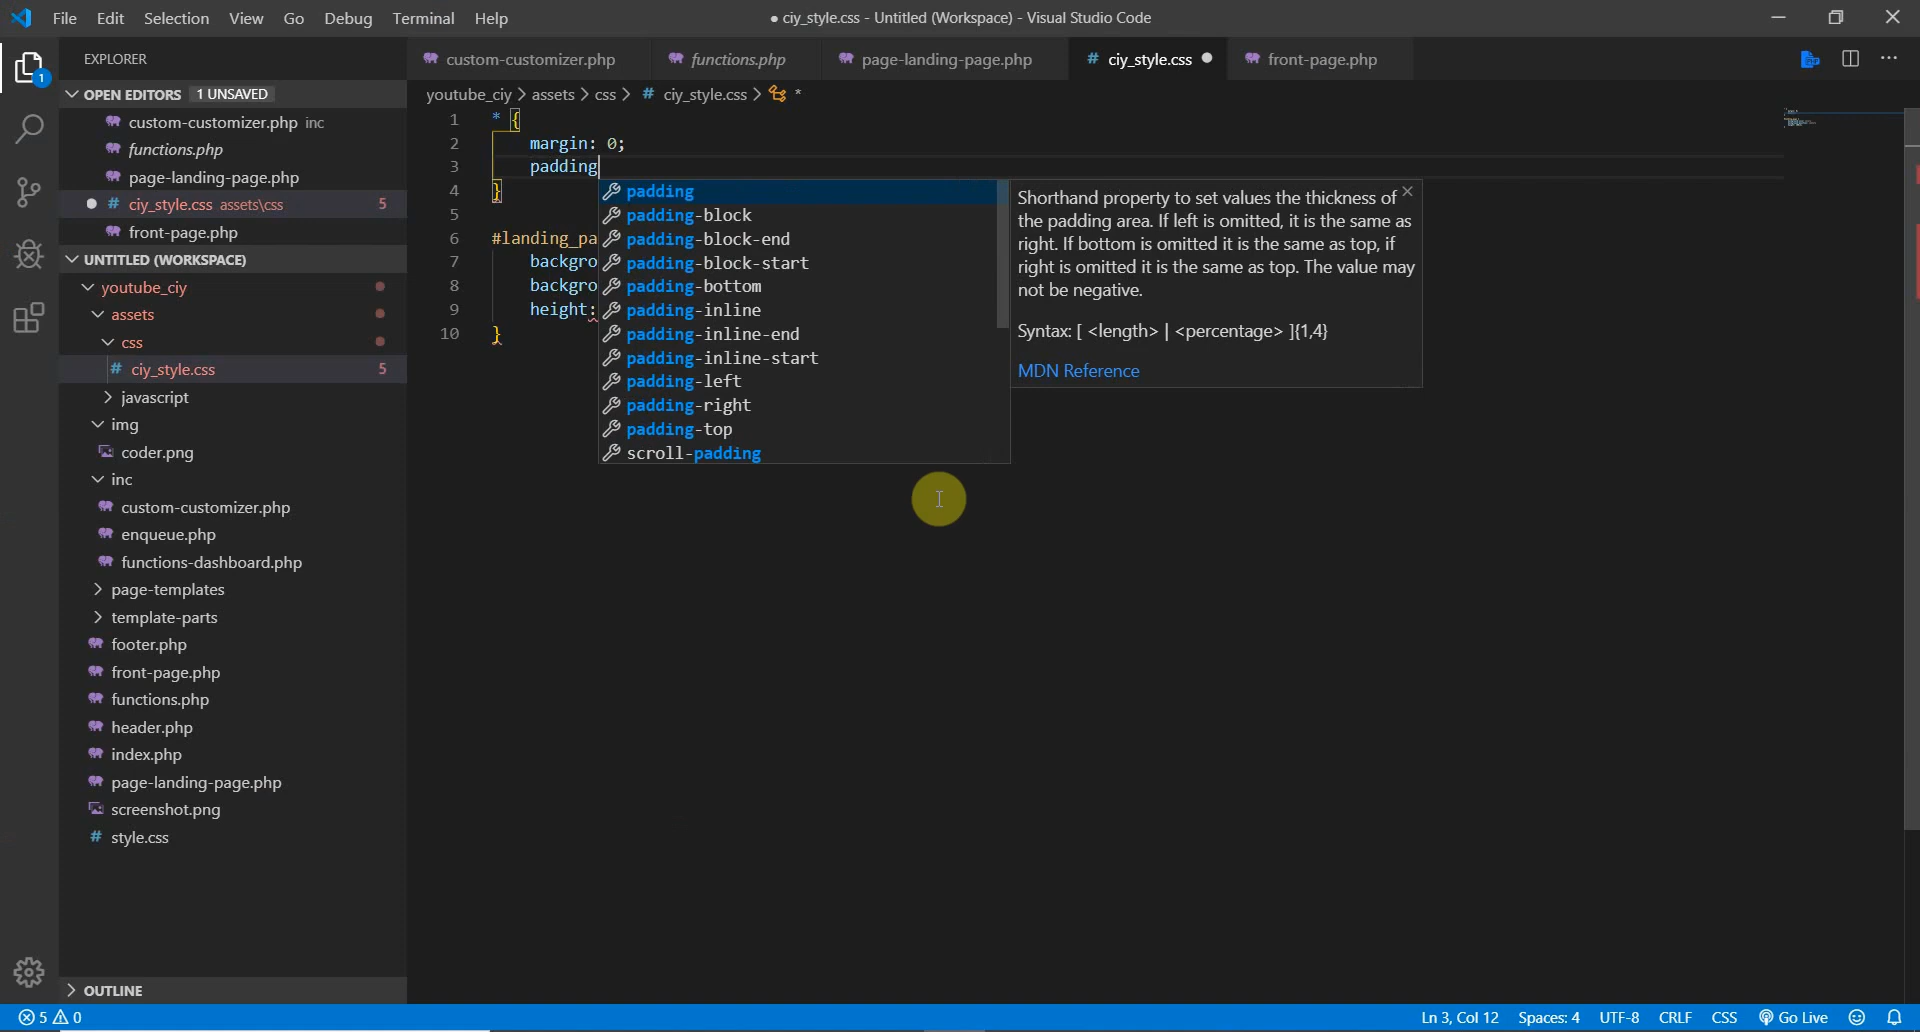 File Edit Selection View Go Debug Terminal Help
● ciy_style.css - Untitled (Workspace) - Visual Studio Code
EXPLORER
OPEN EDITORS 1 UNSAVED
custom-customizer.php inc
functions.php
page-landing-page.php
ciy_style.css assets\css 5
front-page.php
UNTITLED (WORKSPACE)
youtube_ciy
assets
css
ciy_style.css 5
javascript
img
coder.png
inc
custom-customizer.php
enqueue.php
functions-dashboard.php
page-templates
template-parts
footer.php
front-page.php
functions.php
header.php
index.php
page-landing-page.php
screenshot.png
style.css
OUTLINE
1
custom-customizer.php functions.php page-landing-page.php # ciy_style.css ● front-page.php
youtube_ciy > assets > css > # ciy_style.css > *
1 * {
2 margin: 0;
3 padding
4 }
5
6 #landing_pa
7 backgro
8 backgro
9 height:
10 }
padding
padding-block
padding-block-end
padding-block-start
padding-bottom
padding-inline
padding-inline-end
padding-inline-start
padding-left
padding-right
padding-top
scroll-padding
Shorthand property to set values the thickness of
the padding area. If left is omitted, it is the same as
right. If bottom is omitted it is the same as top, if
right is omitted it is the same as top. The value may
not be negative.
Syntax: [ <length> | <percentage> ]{1,4}
MDN Reference
5 0
Ln 3, Col 12 Spaces: 4 UTF-8 CRLF CSS Go Live